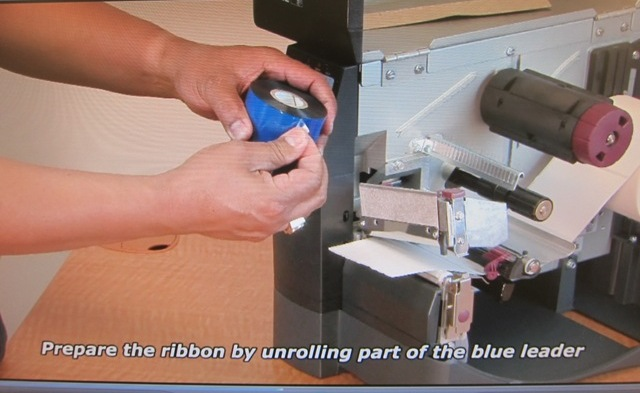 Prepare the ribbon by unrolling part of the blue leader